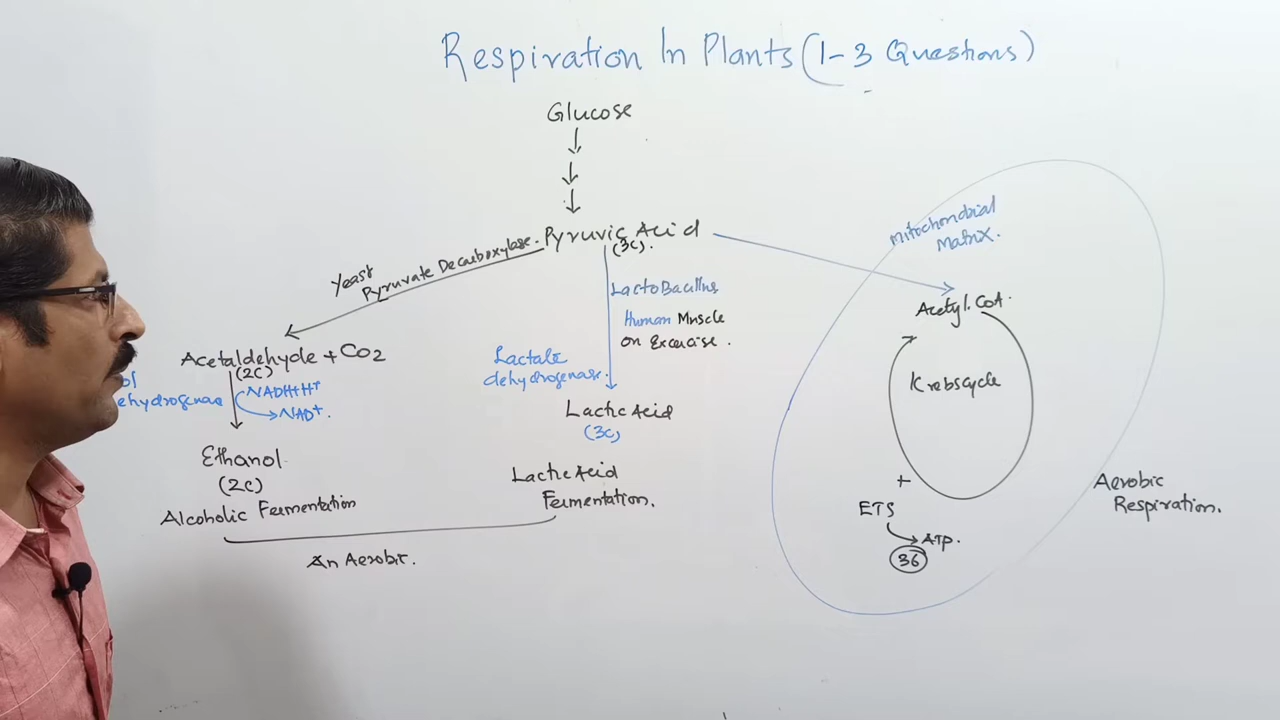 Respiration In Plants (1-3 Questions)
Glucose
Pyruvic Acid
(3C).
Yeast
Pyruvate Decarboxylase.
Acetaldehyde + CO2
(2C)
NADH+H+
NAD+.
Ethanol
(2C)
Alcoholic Fermentation
LactoBacillus
Human Muscle
on Excercise.
Lactate
dehydrogenase.
Lactic Acid
(3C)
Lactic Acid
Fermentation.
An Aerobic.
Mitochondrial
Matrix.
Acetyl.CoA.
Krebscycle
+
ETS
ATP.
36
Aerobic
Respiration.